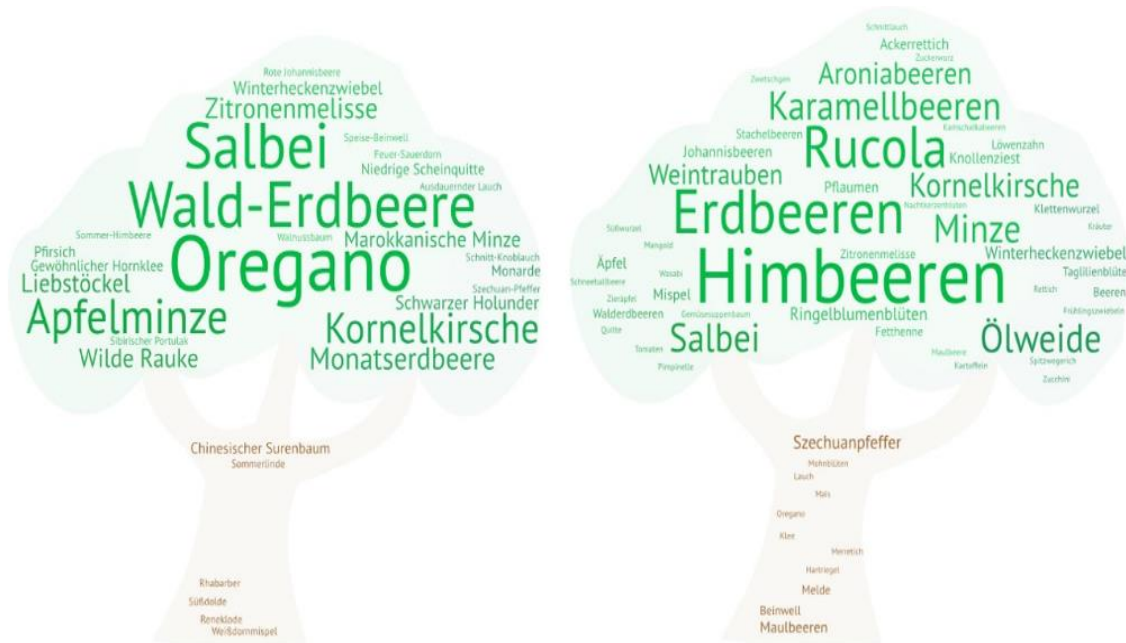 Rote Johannisbeere
Winterheckenzwiebel
Zitronenmelisse
Salbei
Speise-Beinwell
Feuer-Sauerdorn
Niedrige Scheinquitte
Ausdauernder Lauch
Wald-Erdbeere
Sommer-Himbeere
Walnussbaum
Marokkanische Minze
Pfirsich
Oregano
Schnitt-Knoblauch
Gewöhnlicher Hornklee
Monarde
Liebstöckel
Szechuan-Pfeffer
Schwarzer Holunder
Apfelminze
Kornelkirsche
Sibirischer Portulak
Wilde Rauke
Monatserdbeere
Chinesischer Surenbaum
Sommerlinde
Rhabarber
Süßdolde
Reneklode
Weißdornmispel
Schnittlauch
Ackerrettich
Zuckerwurz
Aroniabeeren
Zwetschgen
Karamellbeeren
Stachelbeeren
Rucola
Löwenzahn
Johannisbeeren
Knollenziest
Weintrauben
Pflaumen
Kornelkirsche
Nachtkerzenblüten
Erdbeeren
Klettenwurzel
Süßwurzel
Minze
Kräuter
Mangold
Zitronenmelisse
Winterheckenzwiebel
Äpfel
Wasabi
Himbeeren
Taglilienblüte
Schneeballbeere
Rettich
Mispel
Beeren
Zieräpfel
Walderdbeeren
Gemüsesuppenbaum
Ringelblumenblüten
Frühlingszwiebeln
Quitte
Salbei
Fetthenne
Ölweide
Tomaten
Maulbeere
Pimpinelle
Kartoffeln
Spitzwegerich
Zucchini
Szechuanpfeffer
Mohnblüten
Lauch
Mais
Oregano
Klee
Merretich
Hartriegel
Melde
Beinwell
Maulbeeren